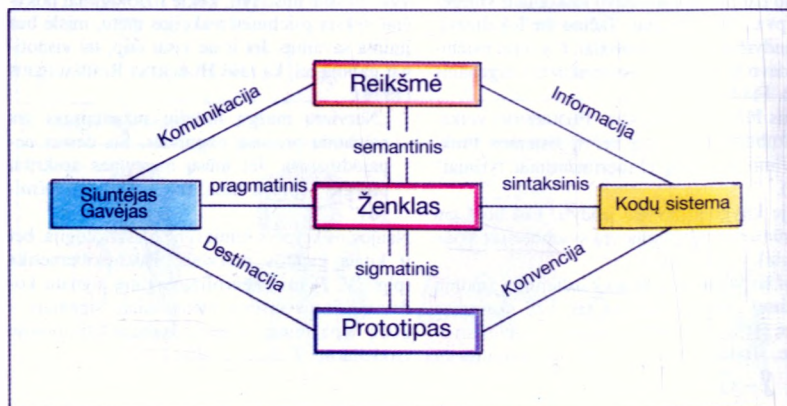 Reikšmė
Komunikacija
Informacija
semantinis
Siuntėjas
Gavėjas
pragmatinis
Ženklas
sintaksinis
Kodų sistema
Destinacija
sigmatinis
Konvencija
Prototipas